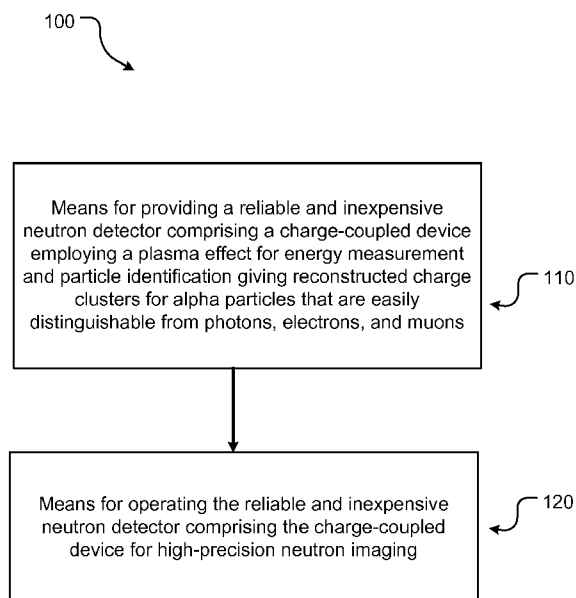 100
Means for providing a reliable and inexpensive
neutron detector comprising a charge-coupled device
employing a plasma effect for energy measurement
and particle identification giving reconstructed charge
clusters for alpha particles that are easily
distinguishable from photons, electrons, and muons
110
Means for operating the reliable and inexpensive
neutron detector comprising the charge-coupled
device for high-precision neutron imaging
120